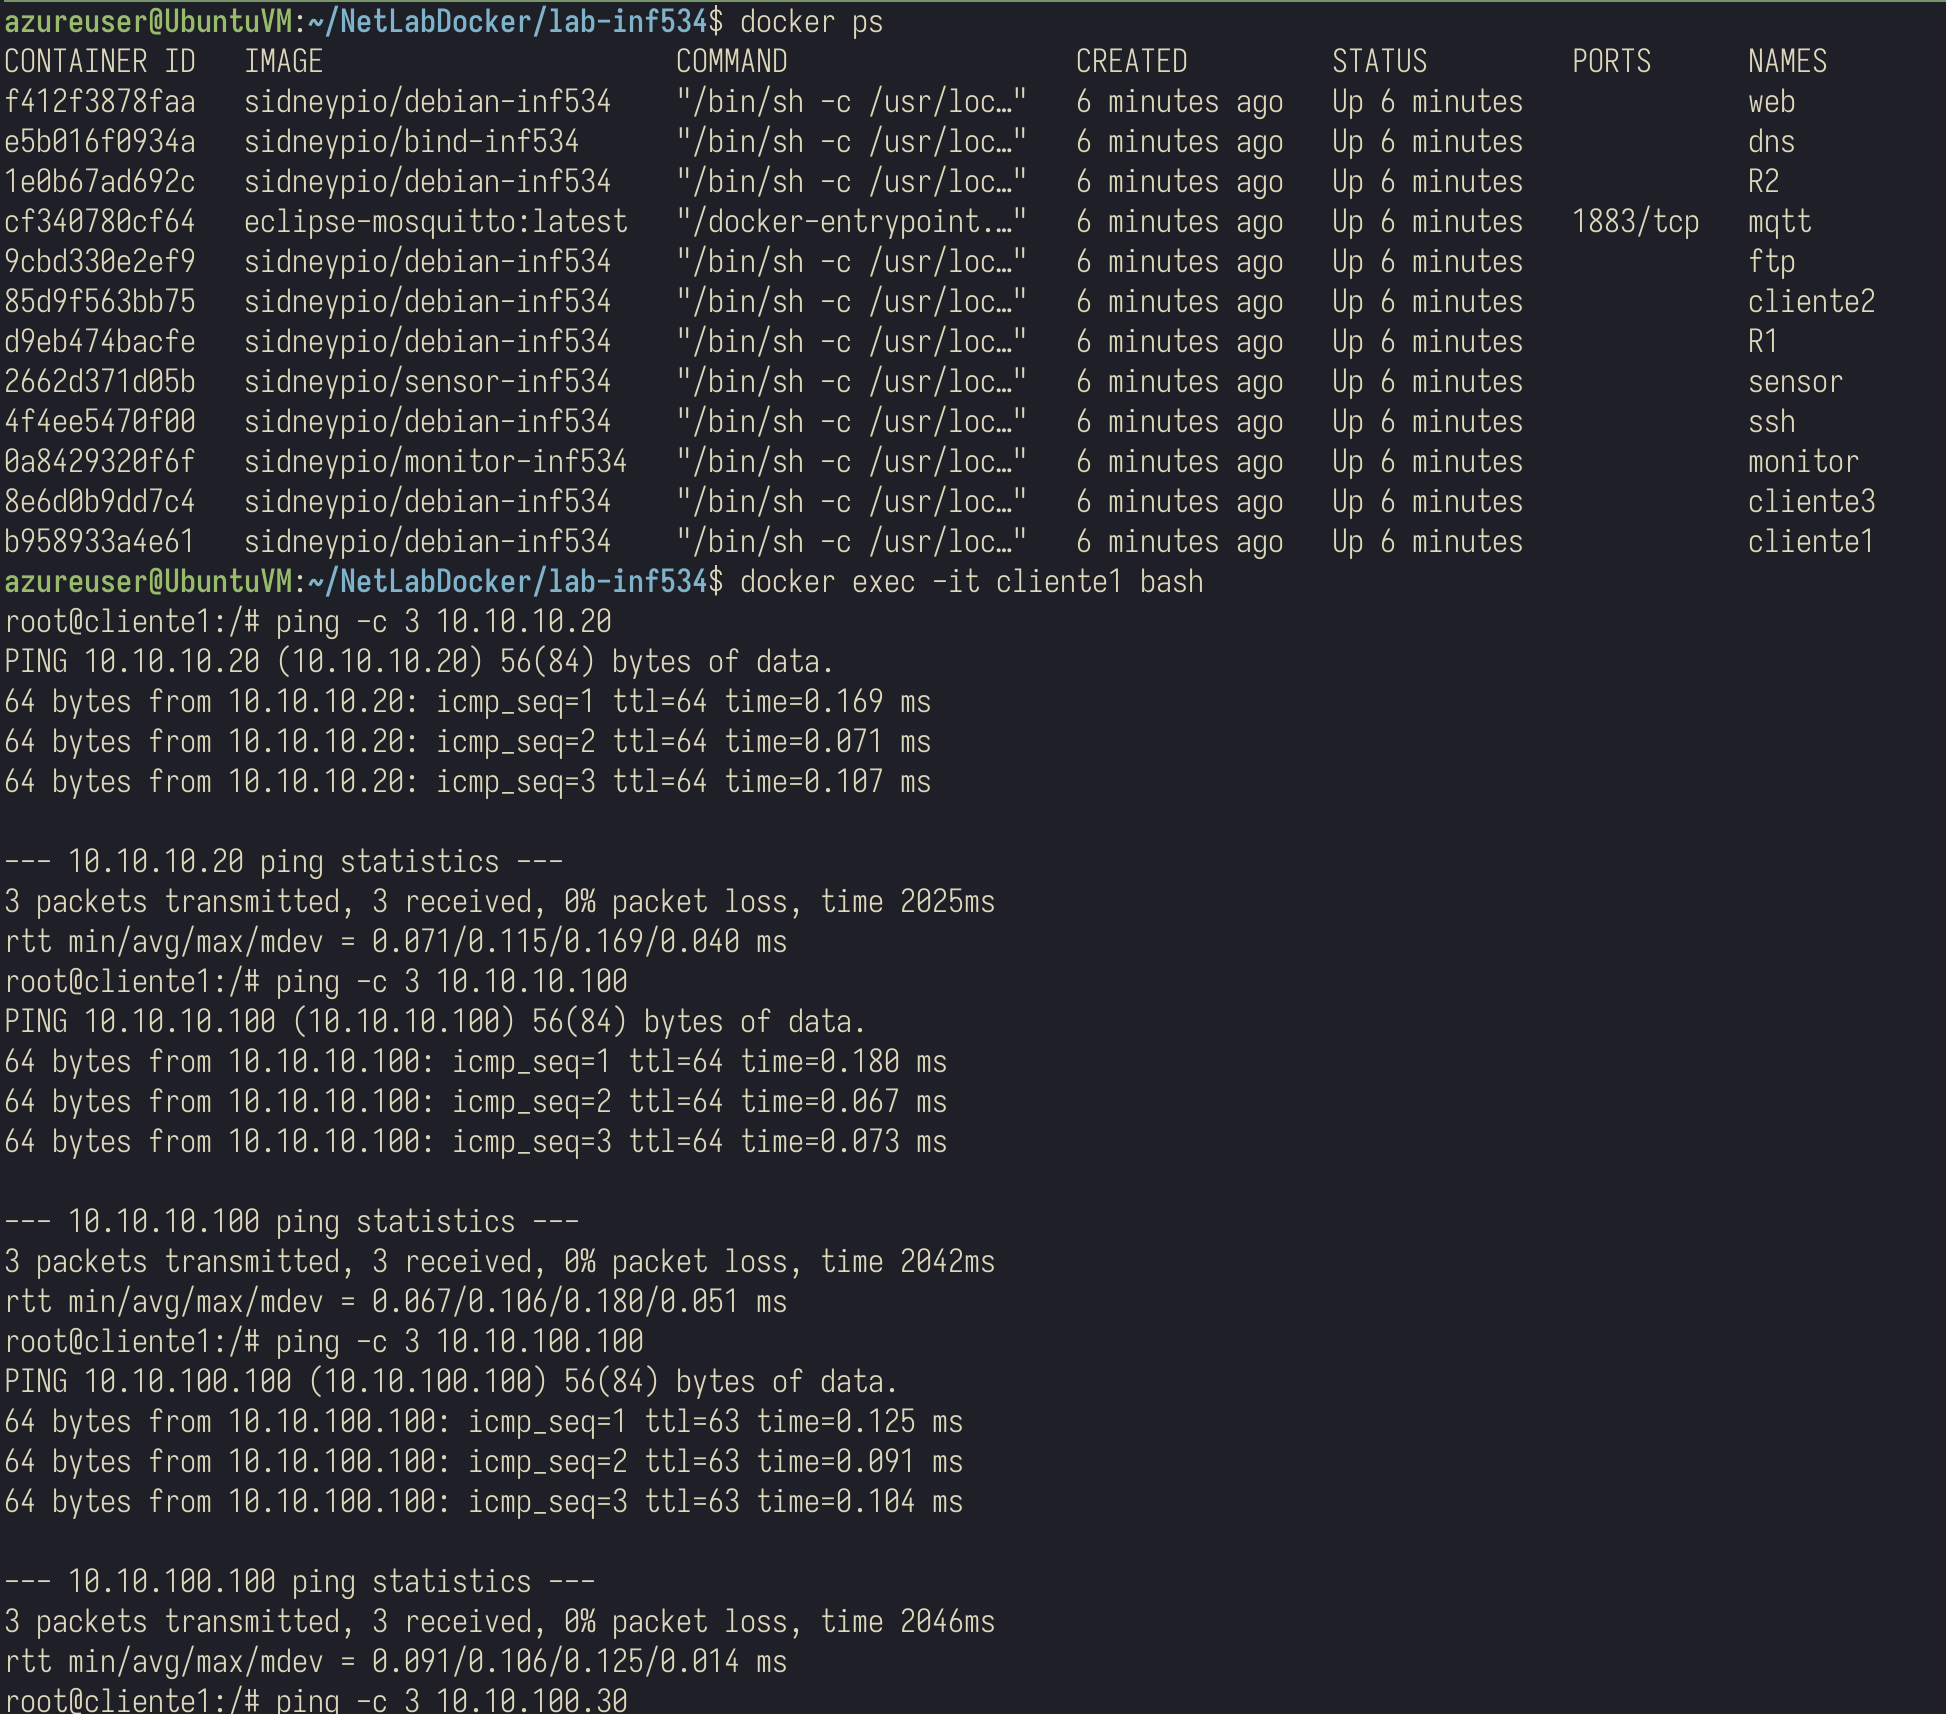 azureuser@UbuntuVM:~/NetLabDocker/lab-inf534$ docker ps
CONTAINER ID   IMAGE                      COMMAND                  CREATED         STATUS         PORTS      NAMES
f412f3878faa   sidneypio/debian-inf534    "/bin/sh -c /usr/loc…"   6 minutes ago   Up 6 minutes              web
e5b016f0934a   sidneypio/bind-inf534      "/bin/sh -c /usr/loc…"   6 minutes ago   Up 6 minutes              dns
1e0b67ad692c   sidneypio/debian-inf534    "/bin/sh -c /usr/loc…"   6 minutes ago   Up 6 minutes              R2
cf340780cf64   eclipse-mosquitto:latest   "/docker-entrypoint.…"   6 minutes ago   Up 6 minutes   1883/tcp   mqtt
9cbd330e2ef9   sidneypio/debian-inf534    "/bin/sh -c /usr/loc…"   6 minutes ago   Up 6 minutes              ftp
85d9f563bb75   sidneypio/debian-inf534    "/bin/sh -c /usr/loc…"   6 minutes ago   Up 6 minutes              cliente2
d9eb474bacfe   sidneypio/debian-inf534    "/bin/sh -c /usr/loc…"   6 minutes ago   Up 6 minutes              R1
2662d371d05b   sidneypio/sensor-inf534    "/bin/sh -c /usr/loc…"   6 minutes ago   Up 6 minutes              sensor
4f4ee5470f00   sidneypio/debian-inf534    "/bin/sh -c /usr/loc…"   6 minutes ago   Up 6 minutes              ssh
0a8429320f6f   sidneypio/monitor-inf534   "/bin/sh -c /usr/loc…"   6 minutes ago   Up 6 minutes              monitor
8e6d0b9dd7c4   sidneypio/debian-inf534    "/bin/sh -c /usr/loc…"   6 minutes ago   Up 6 minutes              cliente3
b958933a4e61   sidneypio/debian-inf534    "/bin/sh -c /usr/loc…"   6 minutes ago   Up 6 minutes              cliente1
azureuser@UbuntuVM:~/NetLabDocker/lab-inf534$ docker exec -it cliente1 bash
root@cliente1:/# ping -c 3 10.10.10.20
PING 10.10.10.20 (10.10.10.20) 56(84) bytes of data.
64 bytes from 10.10.10.20: icmp_seq=1 ttl=64 time=0.169 ms
64 bytes from 10.10.10.20: icmp_seq=2 ttl=64 time=0.071 ms
64 bytes from 10.10.10.20: icmp_seq=3 ttl=64 time=0.107 ms

--- 10.10.10.20 ping statistics ---
3 packets transmitted, 3 received, 0% packet loss, time 2025ms
rtt min/avg/max/mdev = 0.071/0.115/0.169/0.040 ms
root@cliente1:/# ping -c 3 10.10.10.100
PING 10.10.10.100 (10.10.10.100) 56(84) bytes of data.
64 bytes from 10.10.10.100: icmp_seq=1 ttl=64 time=0.180 ms
64 bytes from 10.10.10.100: icmp_seq=2 ttl=64 time=0.067 ms
64 bytes from 10.10.10.100: icmp_seq=3 ttl=64 time=0.073 ms

--- 10.10.10.100 ping statistics ---
3 packets transmitted, 3 received, 0% packet loss, time 2042ms
rtt min/avg/max/mdev = 0.067/0.106/0.180/0.051 ms
root@cliente1:/# ping -c 3 10.10.100.100
PING 10.10.100.100 (10.10.100.100) 56(84) bytes of data.
64 bytes from 10.10.100.100: icmp_seq=1 ttl=63 time=0.125 ms
64 bytes from 10.10.100.100: icmp_seq=2 ttl=63 time=0.091 ms
64 bytes from 10.10.100.100: icmp_seq=3 ttl=63 time=0.104 ms

--- 10.10.100.100 ping statistics ---
3 packets transmitted, 3 received, 0% packet loss, time 2046ms
rtt min/avg/max/mdev = 0.091/0.106/0.125/0.014 ms
root@cliente1:/# ping -c 3 10.10.100.30